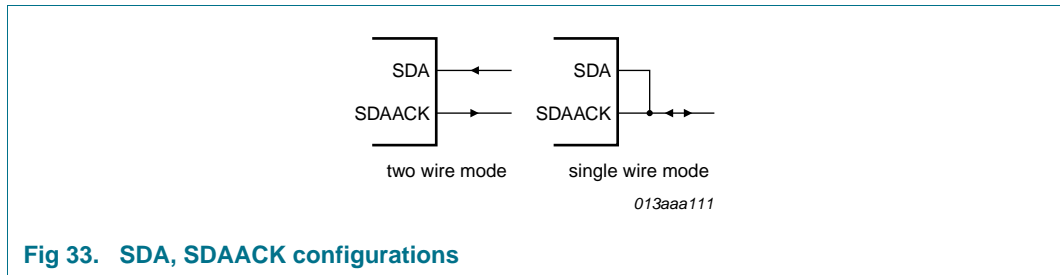 SDA
SDAACK
two wire mode
SDA
SDAACK
single wire mode
013aaa111
Fig 33. SDA, SDAACK configurations